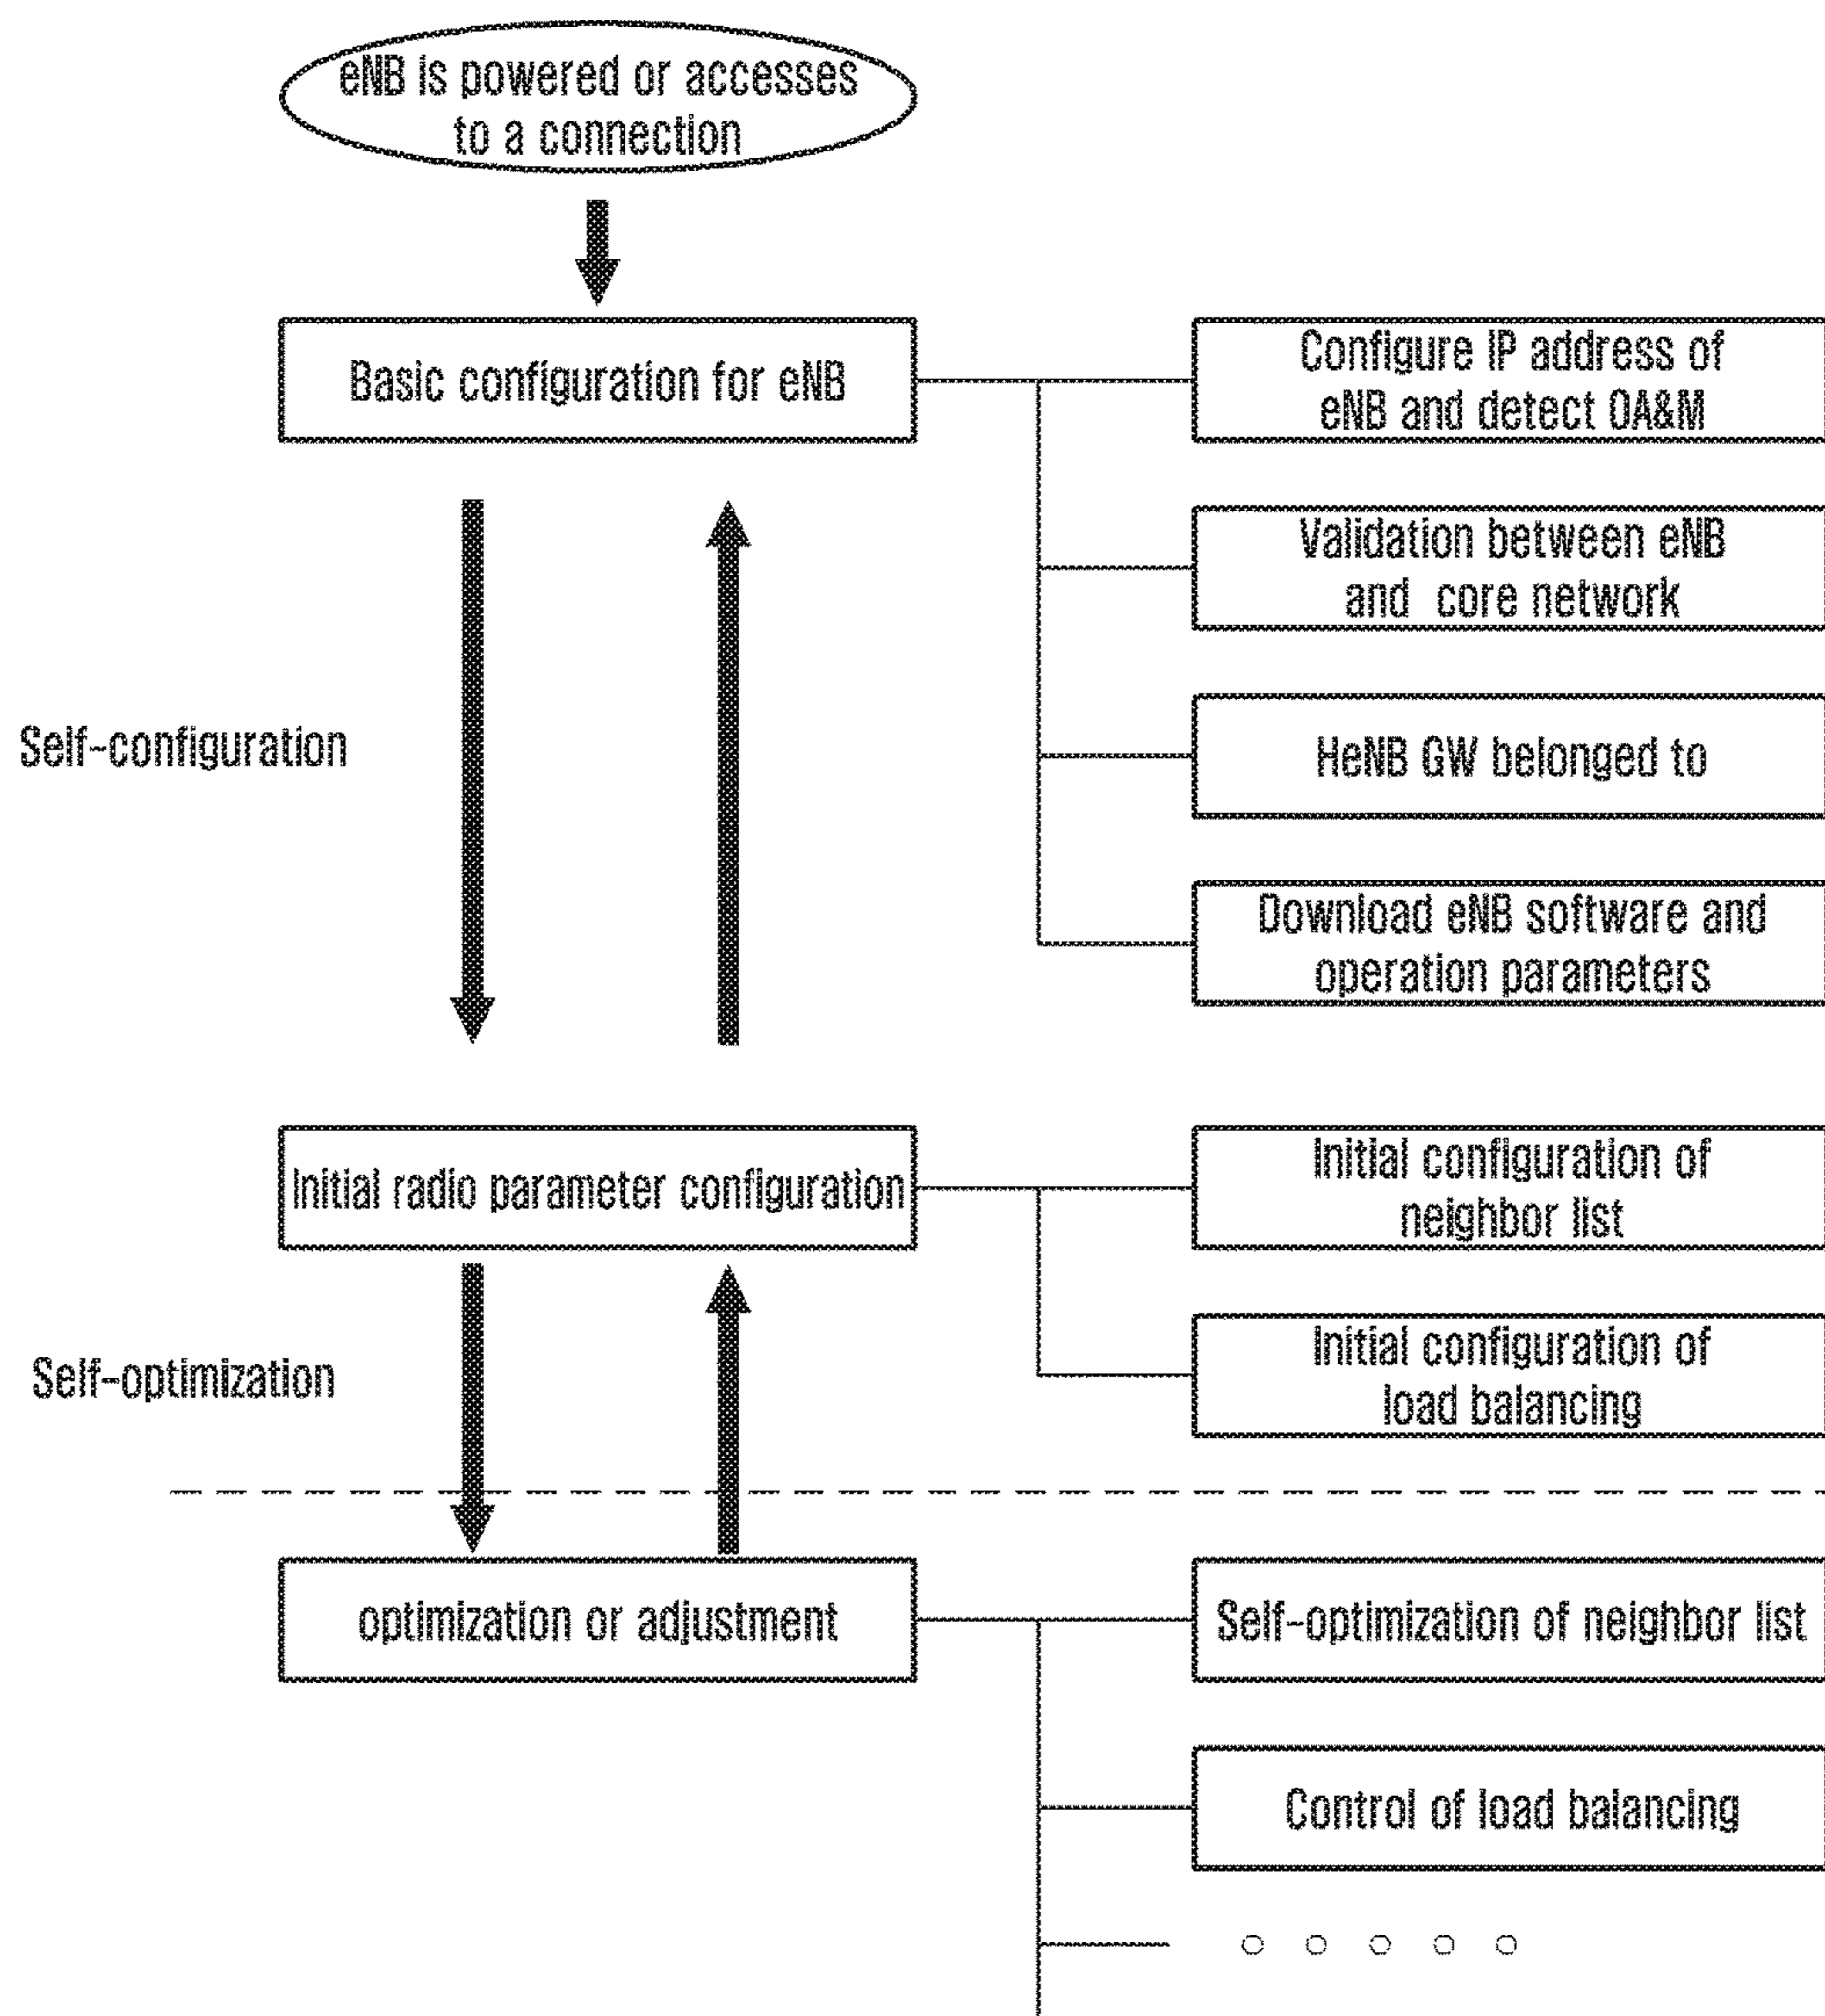 eNB is powered or accesses
to a connection
Basic configuration for eNB
Configure IP address of
eNB and detect OA&M
Validation between eNB
and core network
Self-configuration
HeNB GW belonged to
Download eNB software and
operation parameters
Initial radio parameter configuration
Initial configuration of
neighbor list
Self-optimization
Initial configuration of
load balancing
optimization or adjustment
Self-optimization of neighbor list
Control of load balancing